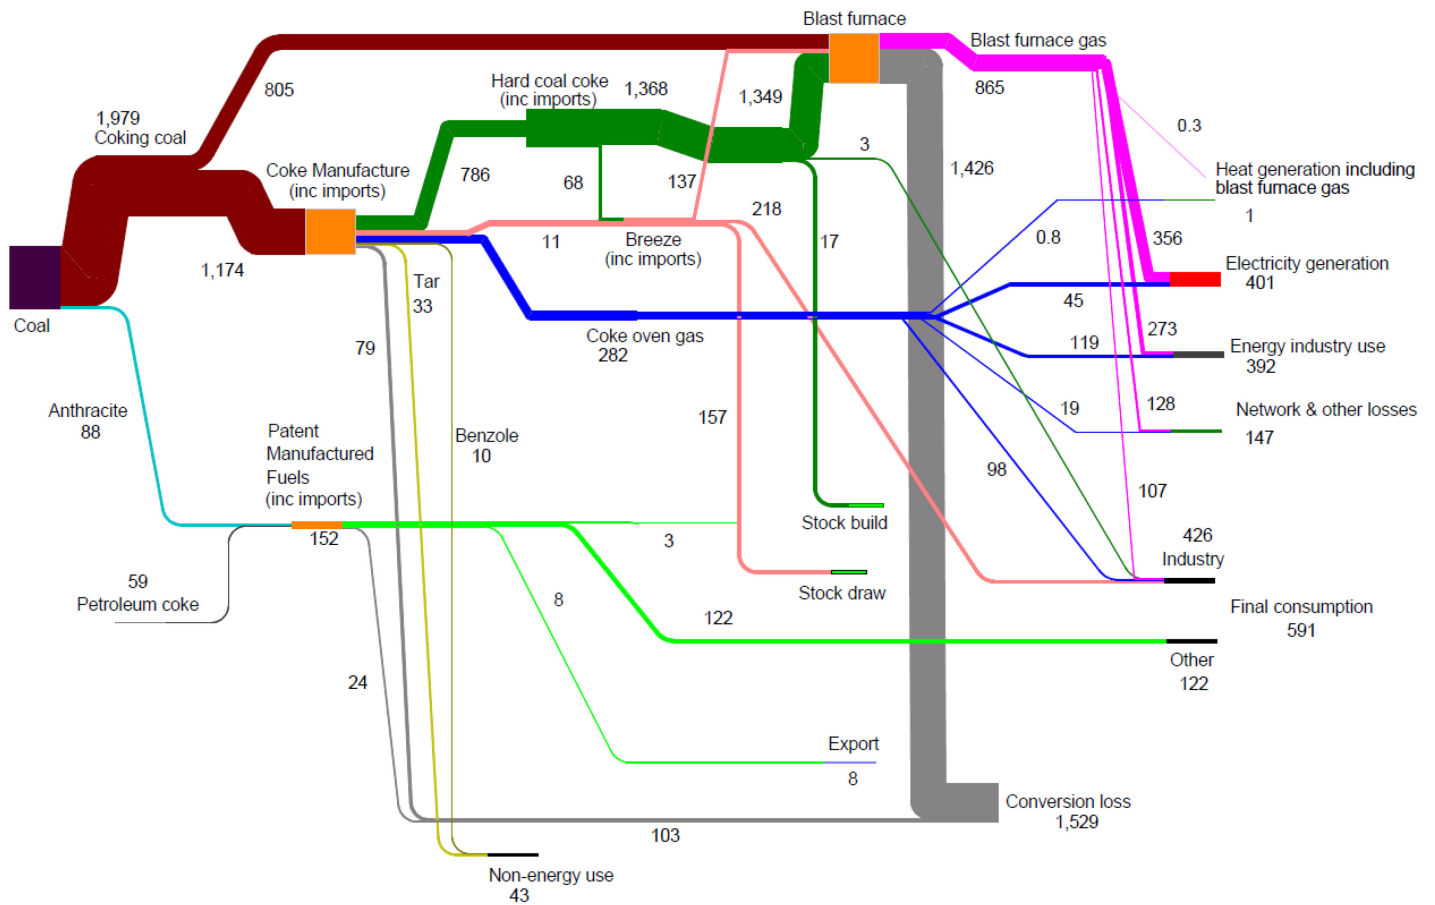 Blast furnace
Blast furnace gas
805
Hard coal coke
(inc imports)
1,368
1,349
865
1,979
Coking coal
0.3
3
Coke Manufacture
(inc imports)
786
68
137
1,426
Heat generation including
blast furnace gas
1
218
11
Breeze
(inc imports)
17
0.8
356
1,174
Tar
33
Electricity generation
401
45
Coal
Coke oven gas
282
79
119
273
Energy industry use
392
Anthracite
88
157
19
128
Network & other losses
147
Patent
Manufactured
Fuels
(inc imports)
Benzole
10
98
107
152
Stock build
3
426
Industry
59
Petroleum coke
8
Stock draw
122
Final consumption
591
Other
122
24
Export
8
Conversion loss
1,529
103
Non-energy use
43